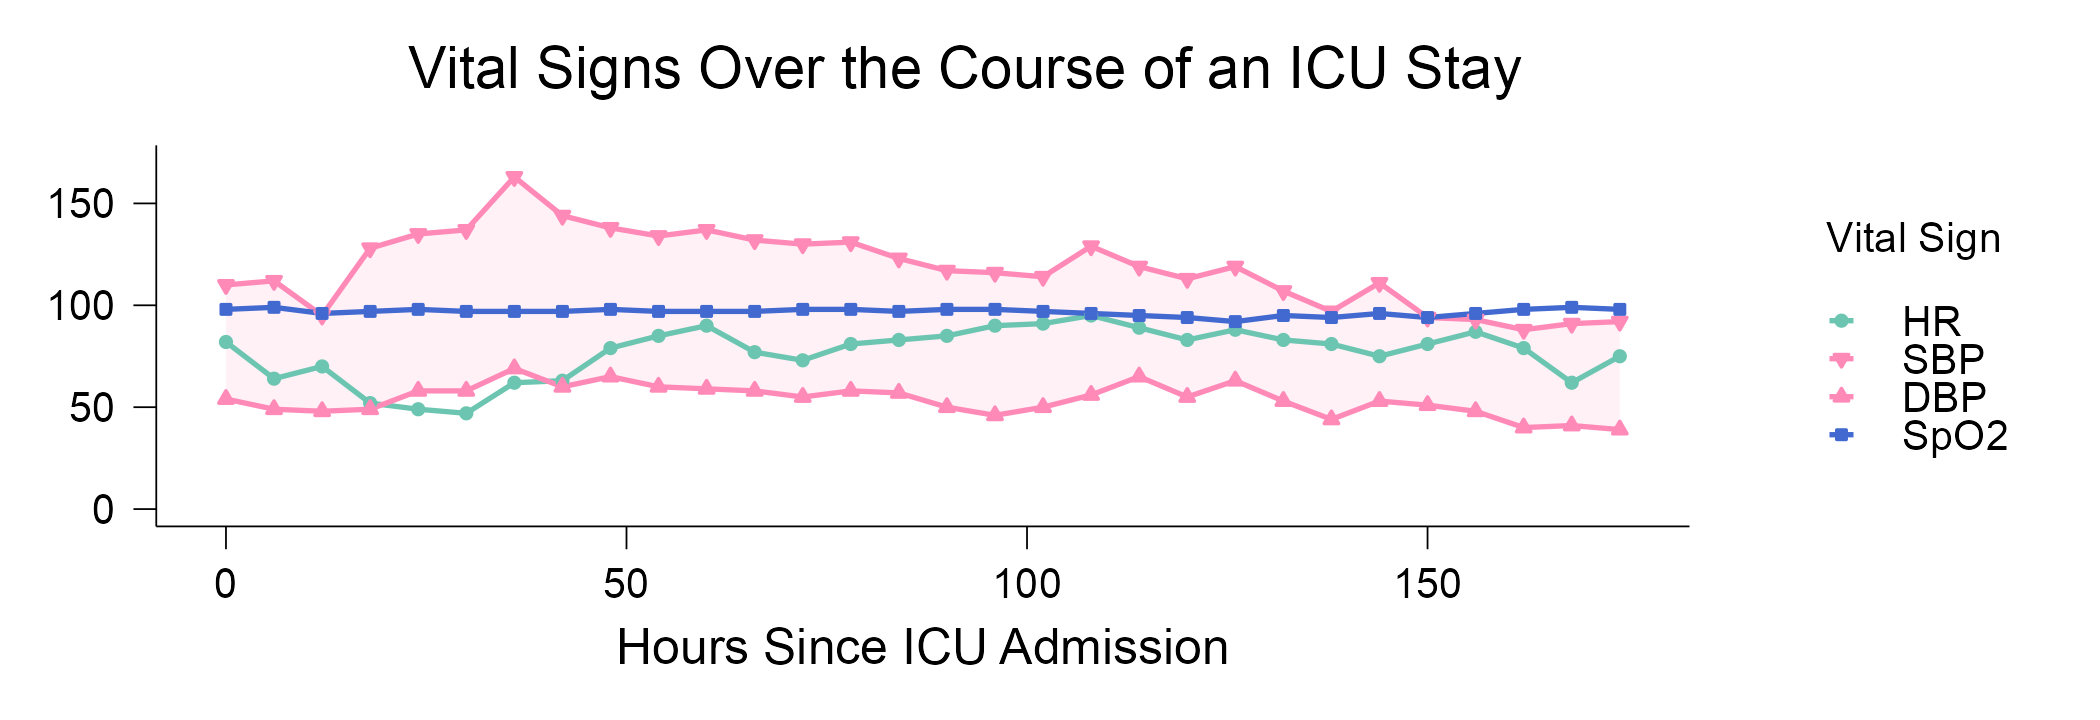 Vital Signs Over the Course of an ICU Stay
150
100
50
0
0 50 100 150
Hours Since ICU Admission
Vital Sign
HR
SBP
DBP
SpO2